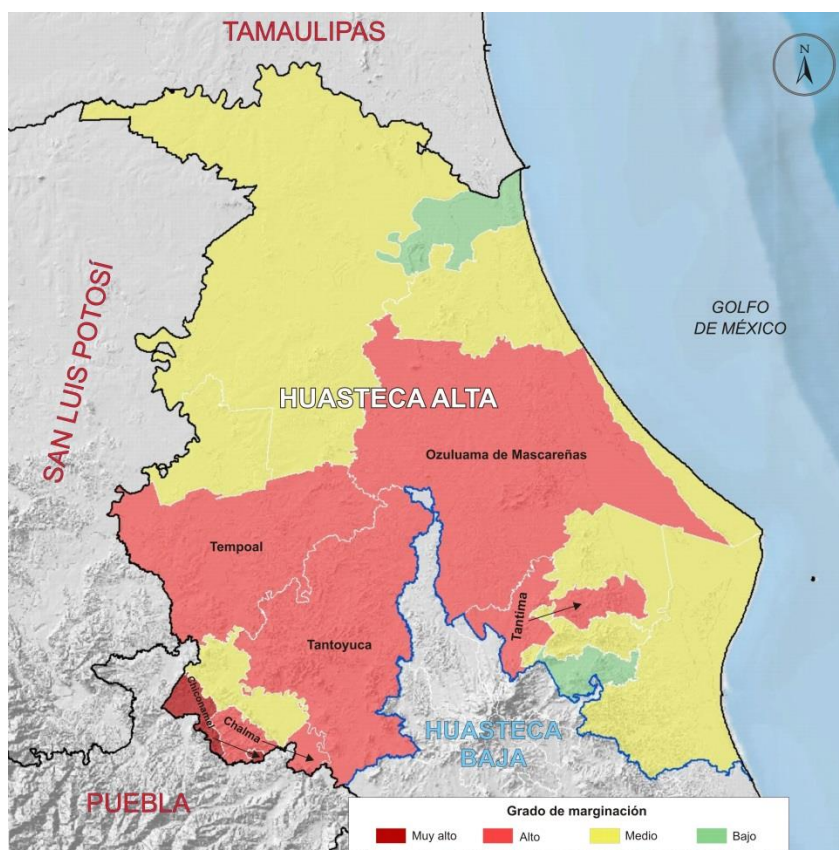 TAMAULIPAS
N
SAN LUIS POTOSÍ
GOLFO
DE MÉXICO
HUASTECA ALTA
Ozuluama de Mascareñas
Tempoal
Tantima
Tantoyuca
Chiconamel
Chalma
HUASTECA
BAJA
PUEBLA
Grado de marginación
Muy alto
Alto
Medio
Bajo